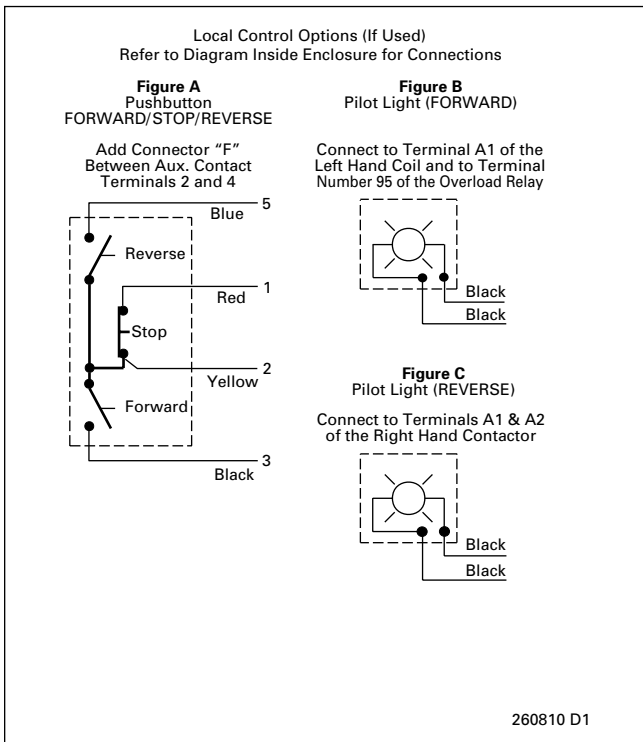 Local Control Options (If Used)
Refer to Diagram Inside Enclosure for Connections
Figure A
Pushbutton
FORWARD/STOP/REVERSE
Add Connector “F”
Between Aux. Contact
Terminals 2 and 4
5
Blue
Reverse
1
Red
Stop
2
Yellow
Forward
3
Black
Figure B
Pilot Light (FORWARD)
Connect to Terminal A1 of the
Left Hand Coil and to Terminal
Number 95 of the Overload Relay
Black
Black
Figure C
Pilot Light (REVERSE)
Connect to Terminals A1 & A2
of the Right Hand Contactor
Black
Black
260810 D1